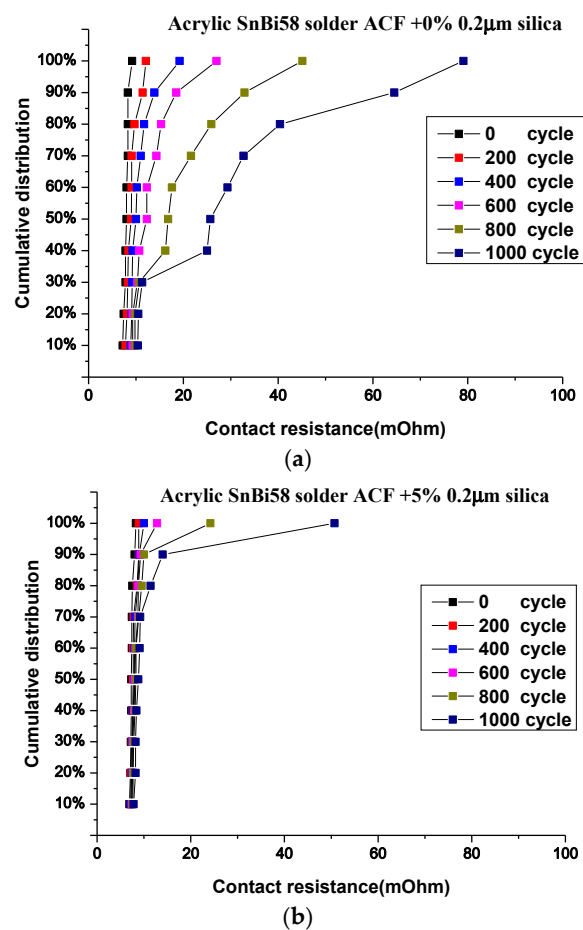 Acrylic SnBi58 solder ACF +0% 0.2μm silica
100%
90%
80%
70%
60%
50%
40%
30%
20%
10%
Cumulative distribution
0 cycle
200 cycle
400 cycle
600 cycle
800 cycle
1000 cycle
0 20 40 60 80 100
Contact resistance(mOhm)
(a)
Acrylic SnBi58 solder ACF +5% 0.2μm silica
100%
90%
80%
70%
60%
50%
40%
30%
20%
10%
Cumulative distribution
0 cycle
200 cycle
400 cycle
600 cycle
800 cycle
1000 cycle
0 20 40 60 80 100
Contact resistance(mOhm)
(b)